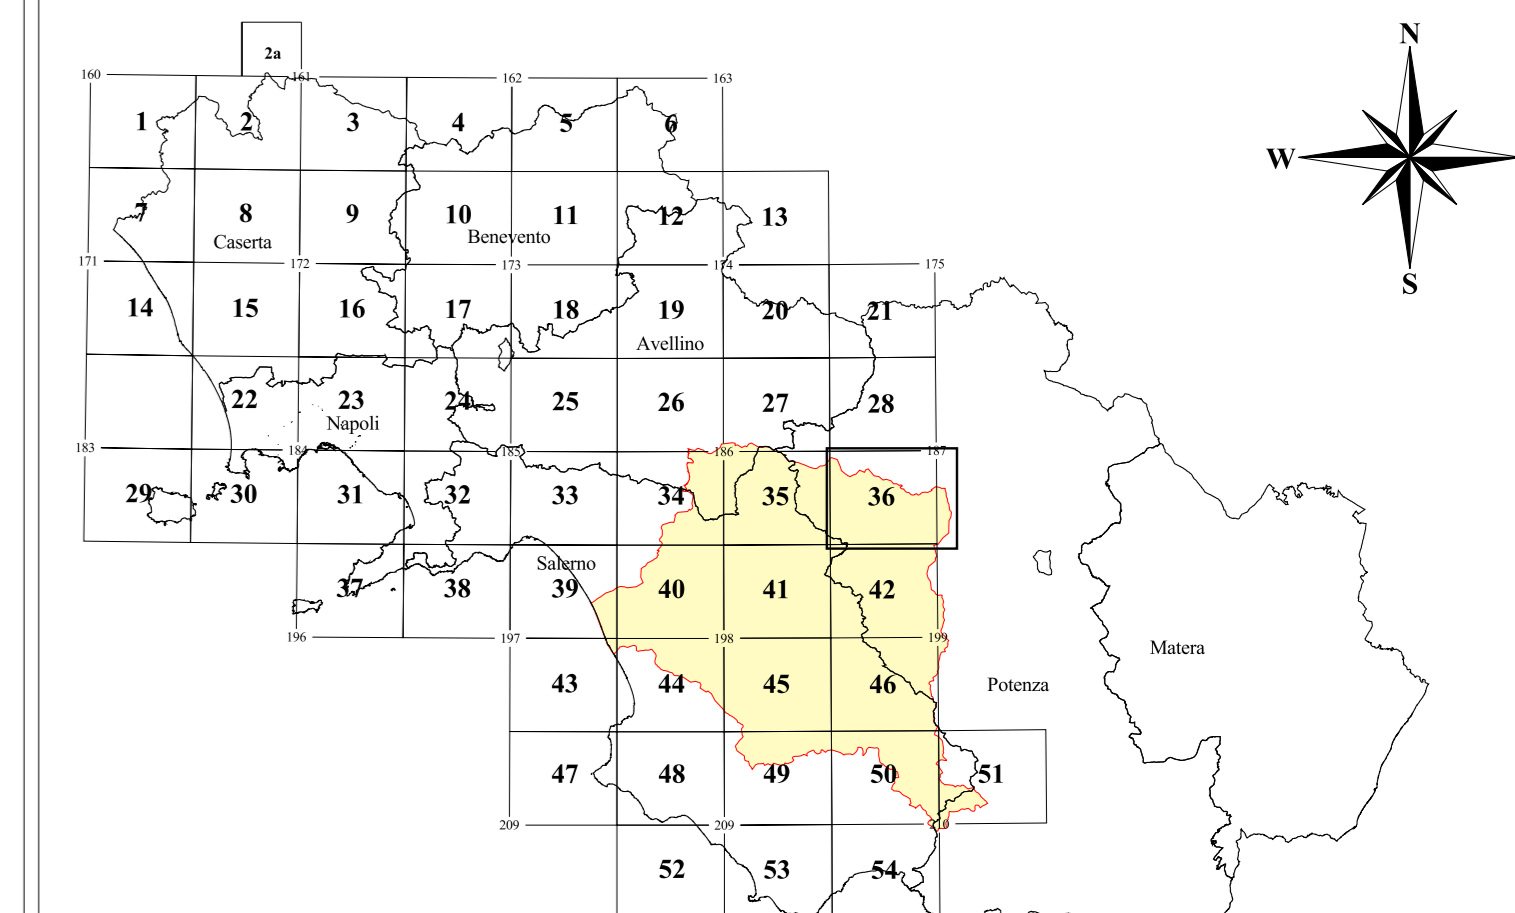 N
2a
160 161 162 163
1 2 3 4 5 6
W
7 8 9 10 11 12 13
Caserta Benevento
171 172 173 174 175
S
14 15 16 17 18 19 20 21
Avellino
22 23 24 25 26 27 28
Napoli
183 184 185 186 187
29 30 31 32 33 34 35 36
Salerno
37 38 39 40 41 42
196 197 198 199
Matera
43 44 45 46 Potenza
47 48 49 50 51
209 209 210
52 53 54